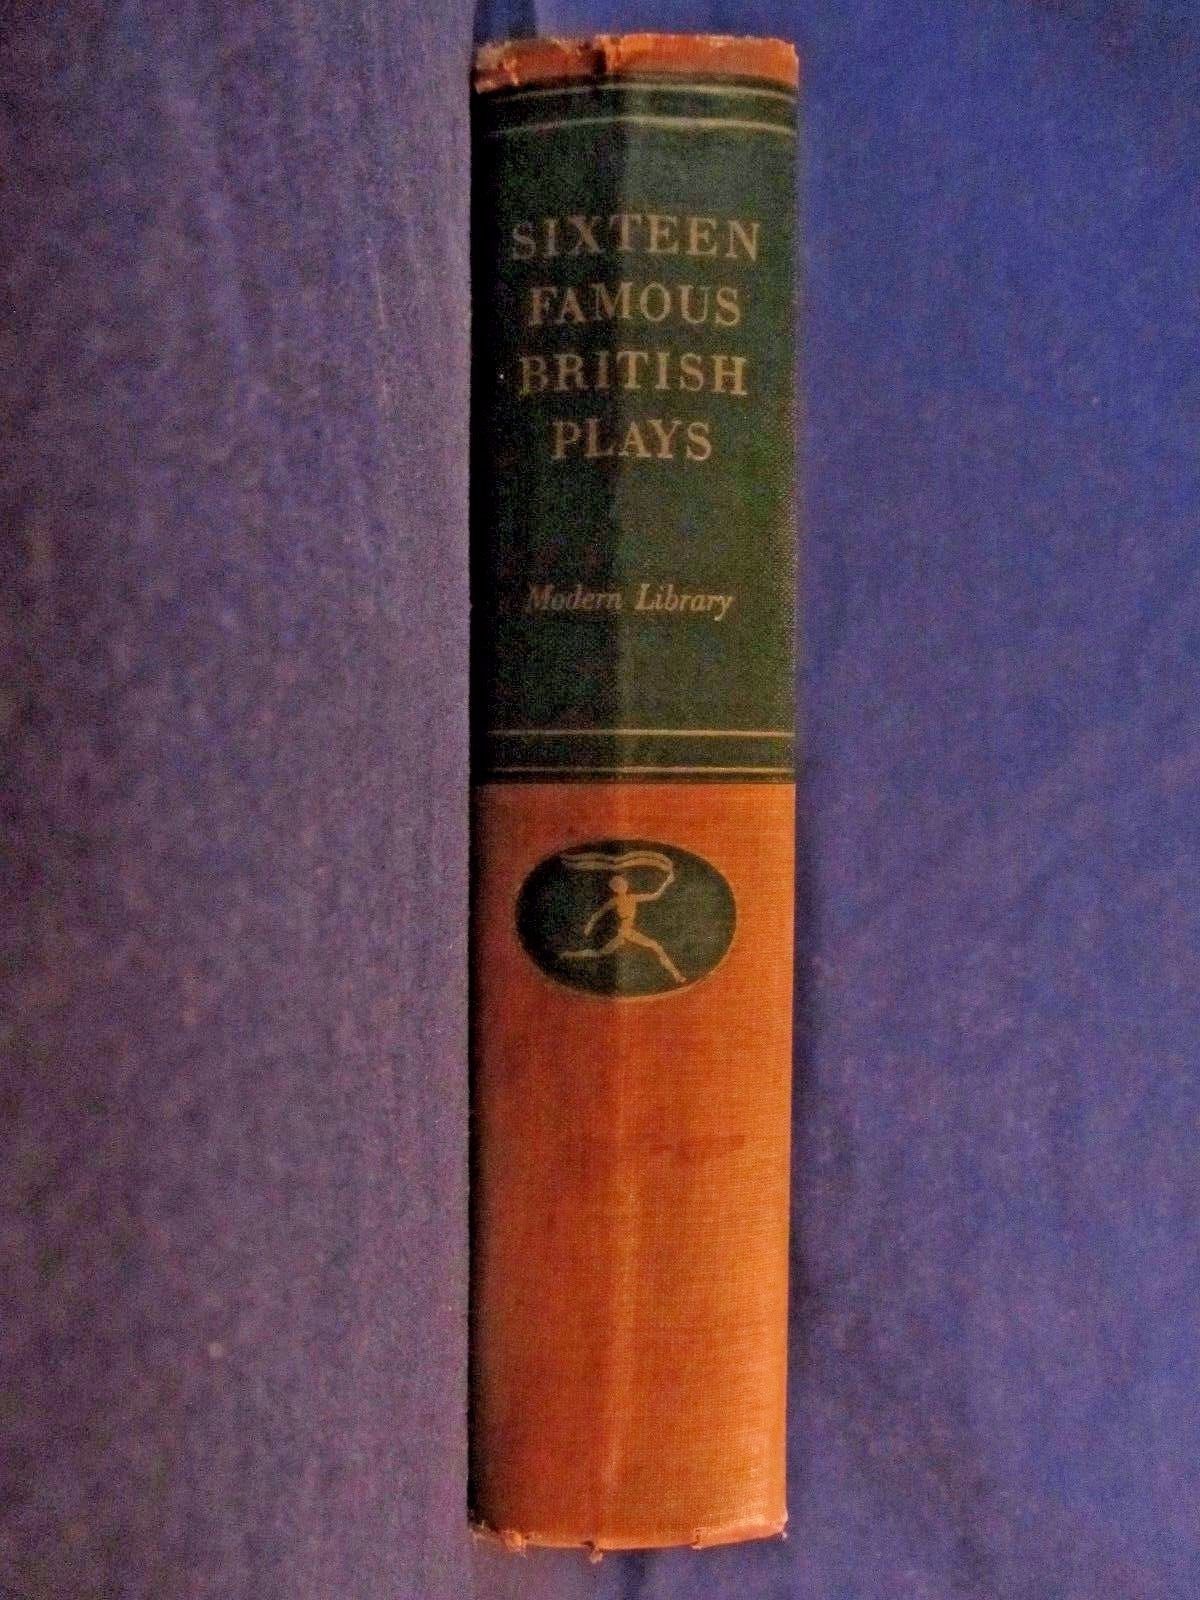 SIXTEEN
FAMOUS
BRITISH
PLAYS
Modern Library